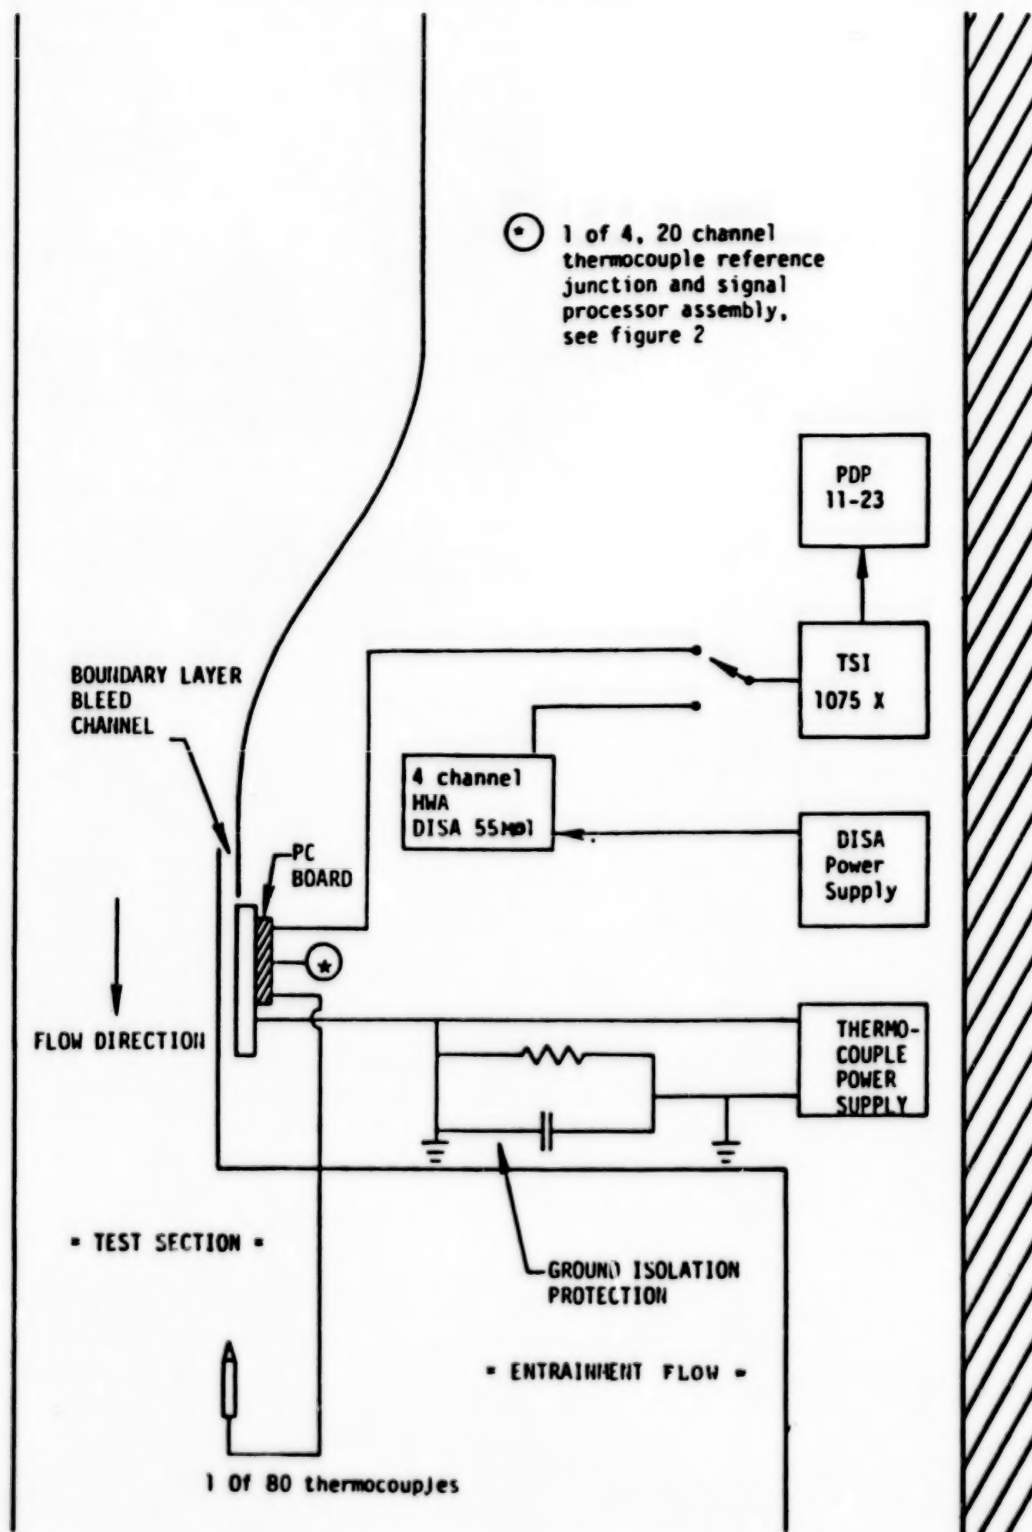 * 1 of 4, 20 channel
thermocouple reference
junction and signal
processor assembly,
see figure 2
PDP
11-23
TSI
1075 X
BOUNDARY LAYER
BLEED
CHANNEL
4 channel
HWA
DISA 55M01
DISA
Power
Supply
PC
BOARD
*
FLOW DIRECTION
THERMO-
COUPLE
POWER
SUPPLY
= TEST SECTION =
GROUND ISOLATION
PROTECTION
= ENTRAINMENT FLOW =
1 Of 80 thermocouples